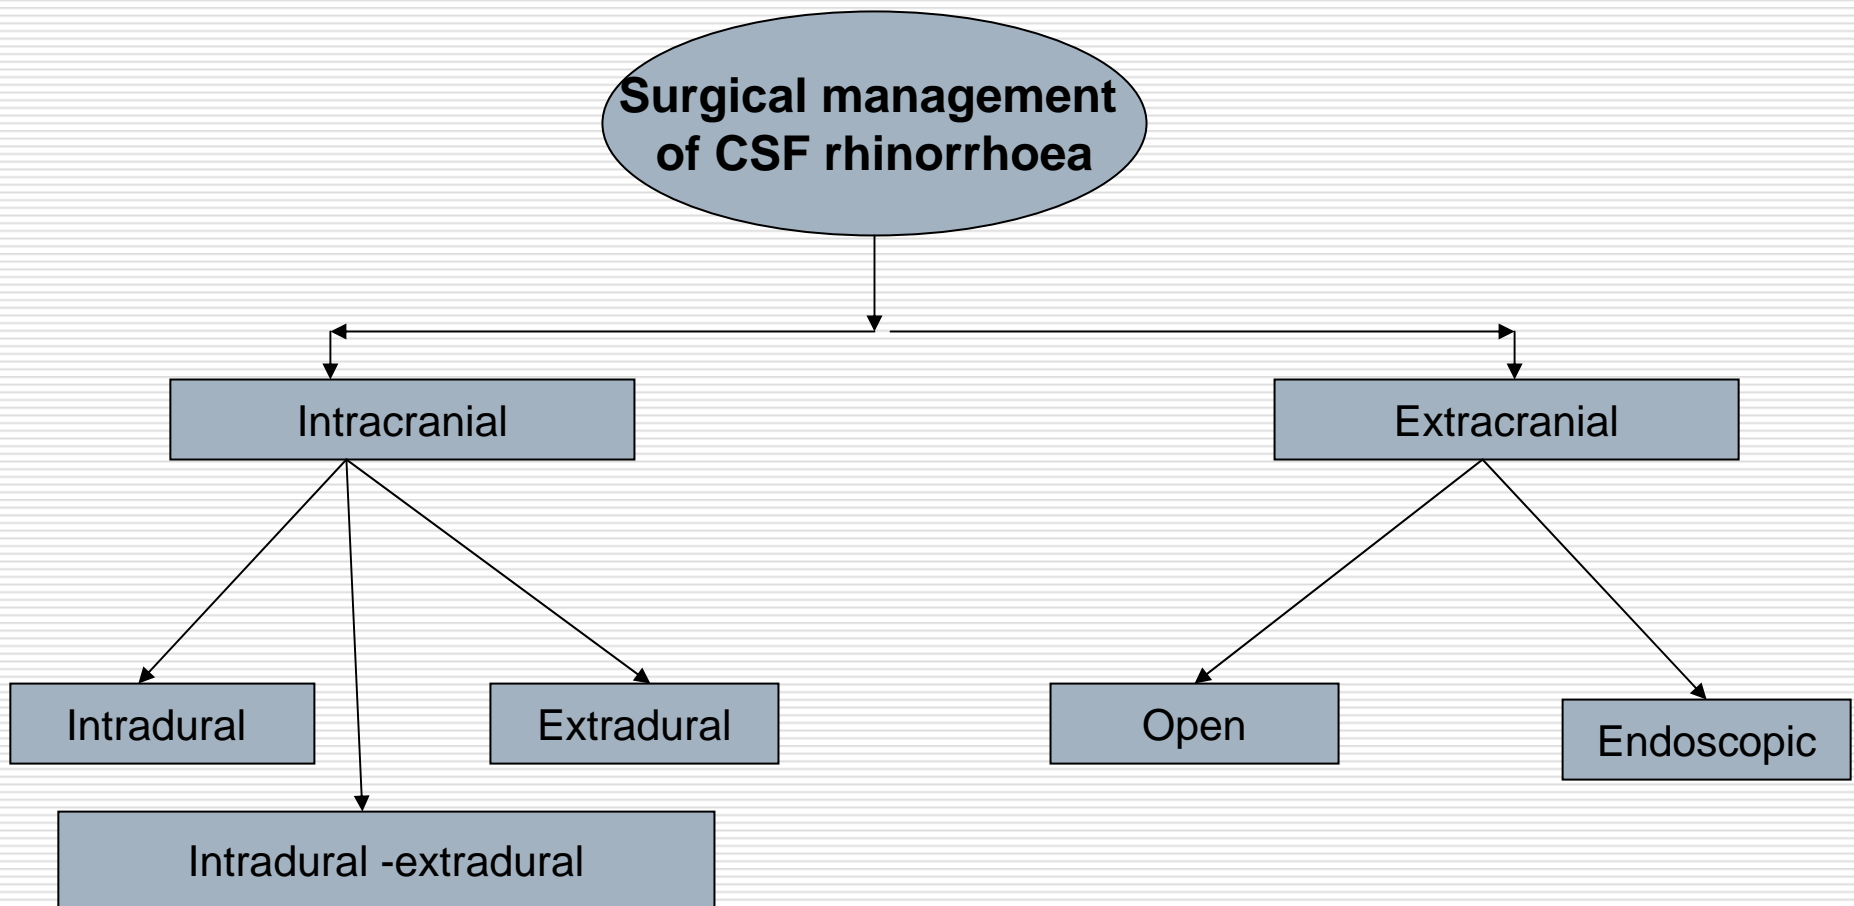 Surgical management
of CSF rhinorrhoea
Intracranial
Extracranial
Intradural
Extradural
Open
Endoscopic
Intradural -extradural